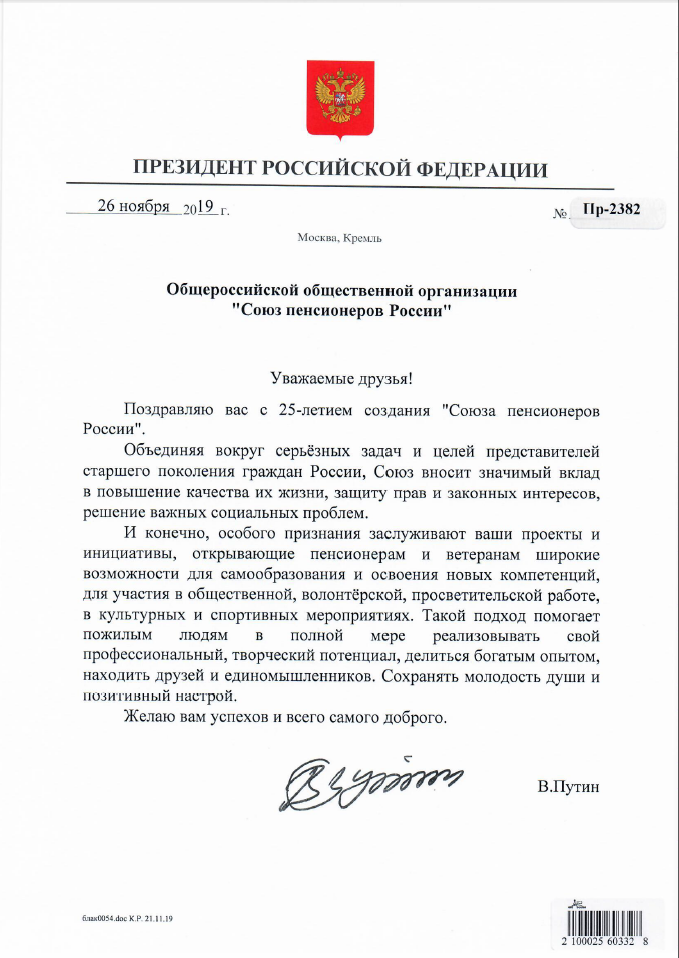 ПРЕЗИДЕНТ РОССИЙСКОЙ ФЕДЕРАЦИИ
26 ноября 2019 г.
№ Пр-2382
Москва, Кремль
Общероссийской общественной организации
"Союз пенсионеров России"
Уважаемые друзья!
Поздравляю вас с 25-летием создания "Союза пенсионеров
России".
Объединяя вокруг серьёзных задач и целей представителей
старшего поколения граждан России, Союз вносит значимый вклад
в повышение качества их жизни, защиту прав и законных интересов,
решение важных социальных проблем.
И конечно, особого признания заслуживают ваши проекты и
инициативы, открывающие пенсионерам и ветеранам широкие
возможности для самообразования и освоения новых компетенций,
для участия в общественной, волонтёрской, просветительской работе,
в культурных и спортивных мероприятиях. Такой подход помогает
пожилым людям в полной мере реализовывать свой
профессиональный, творческий потенциал, делиться богатым опытом,
находить друзей и единомышленников. Сохранять молодость души и
позитивный настрой.
Желаю вам успехов и всего самого доброго.
В.Путин
блак0054.doc К.Р. 21.11.19
2 100025 60332 8